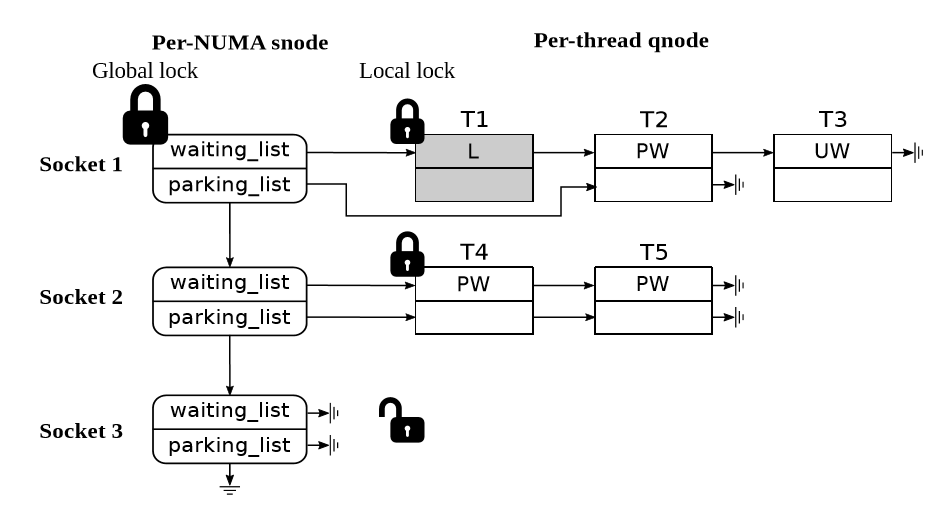 Per-NUMA snode
Per-thread qnode
Global lock
Local lock
T1
T2
T3
Socket 1
waiting_list
L
PW
UW
parking_list
T4
T5
Socket 2
waiting_list
PW
PW
parking_list
Socket 3
waiting_list
parking_list